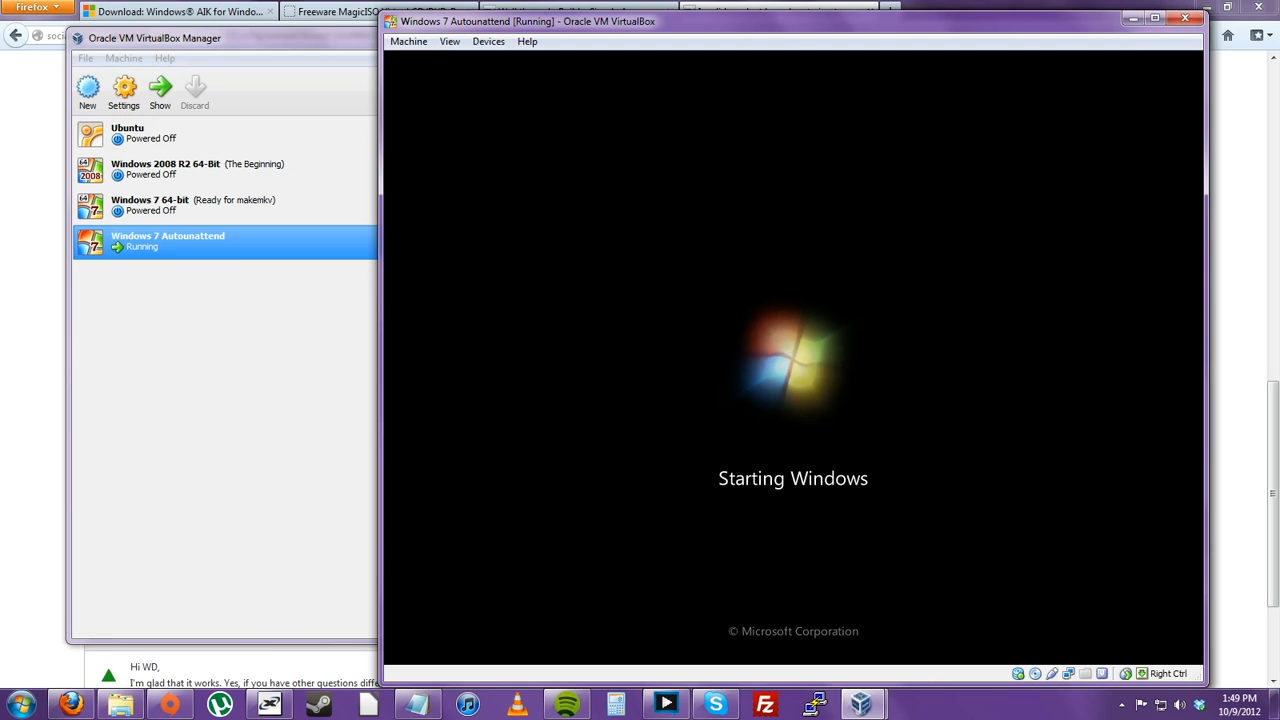 Firefox
Download: Windows® AIK for Windo...
Freeware MagicISO Virtual CD/DVD-R
Windows 7 Autounattend [Running] - Oracle VM VirtualBox
Machine View Devices Help
Oracle VM VirtualBox Manager
File Machine Help
New Settings Show Discard
Ubuntu
Powered Off
Windows 2008 R2 64-Bit (The Beginning)
Powered Off
Windows 7 64-bit (Ready for makemkv)
Powered Off
Windows 7 Autounattend
Running
Starting Windows
© Microsoft Corporation
Right Ctrl
Hi WD,
I'm glad that it works. Yes, if you have other questions diffe
1:49 PM
10/9/2012